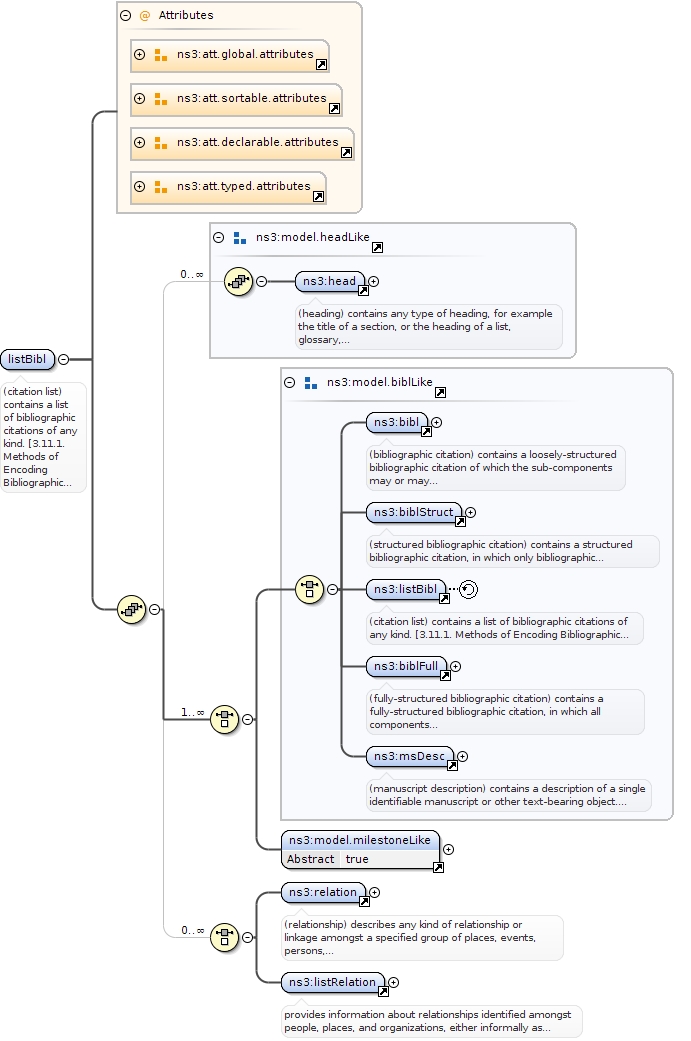 Attributes
ns3:att.global.attributes
ns3:att.sortable.attributes
ns3:att.declarable.attributes
ns3:att.typed.attributes
ns3:model.headLike
0..∞
ns3:head
(heading) contains any type of heading, for example
the title of a section, or the heading of a list,
glossary,...
listBibl
(citation list)
contains a list
of bibliographic
citations of any
kind. [3.11.1.
Methods of
Encoding
Bibliographic...
ns3:model.biblLike
ns3:bibl
(bibliographic citation) contains a loosely-structured
bibliographic citation of which the sub-components
may or may...
ns3:biblStruct
(structured bibliographic citation) contains a structured
bibliographic citation, in which only bibliographic...
ns3:listBibl
(citation list) contains a list of bibliographic citations of
any kind. [3.11.1. Methods of Encoding Bibliographic...
ns3:biblFull
(fully-structured bibliographic citation) contains a
fully-structured bibliographic citation, in which all
components...
1..∞
ns3:msDesc
(manuscript description) contains a description of a single
identifiable manuscript or other text-bearing object....
ns3:model.milestoneLike
Abstract true
0..∞
ns3:relation
(relationship) describes any kind of relationship or
linkage amongst a specified group of places, events,
persons,...
ns3:listRelation
provides information about relationships identified amongst
people, places, and organizations, either informally as...